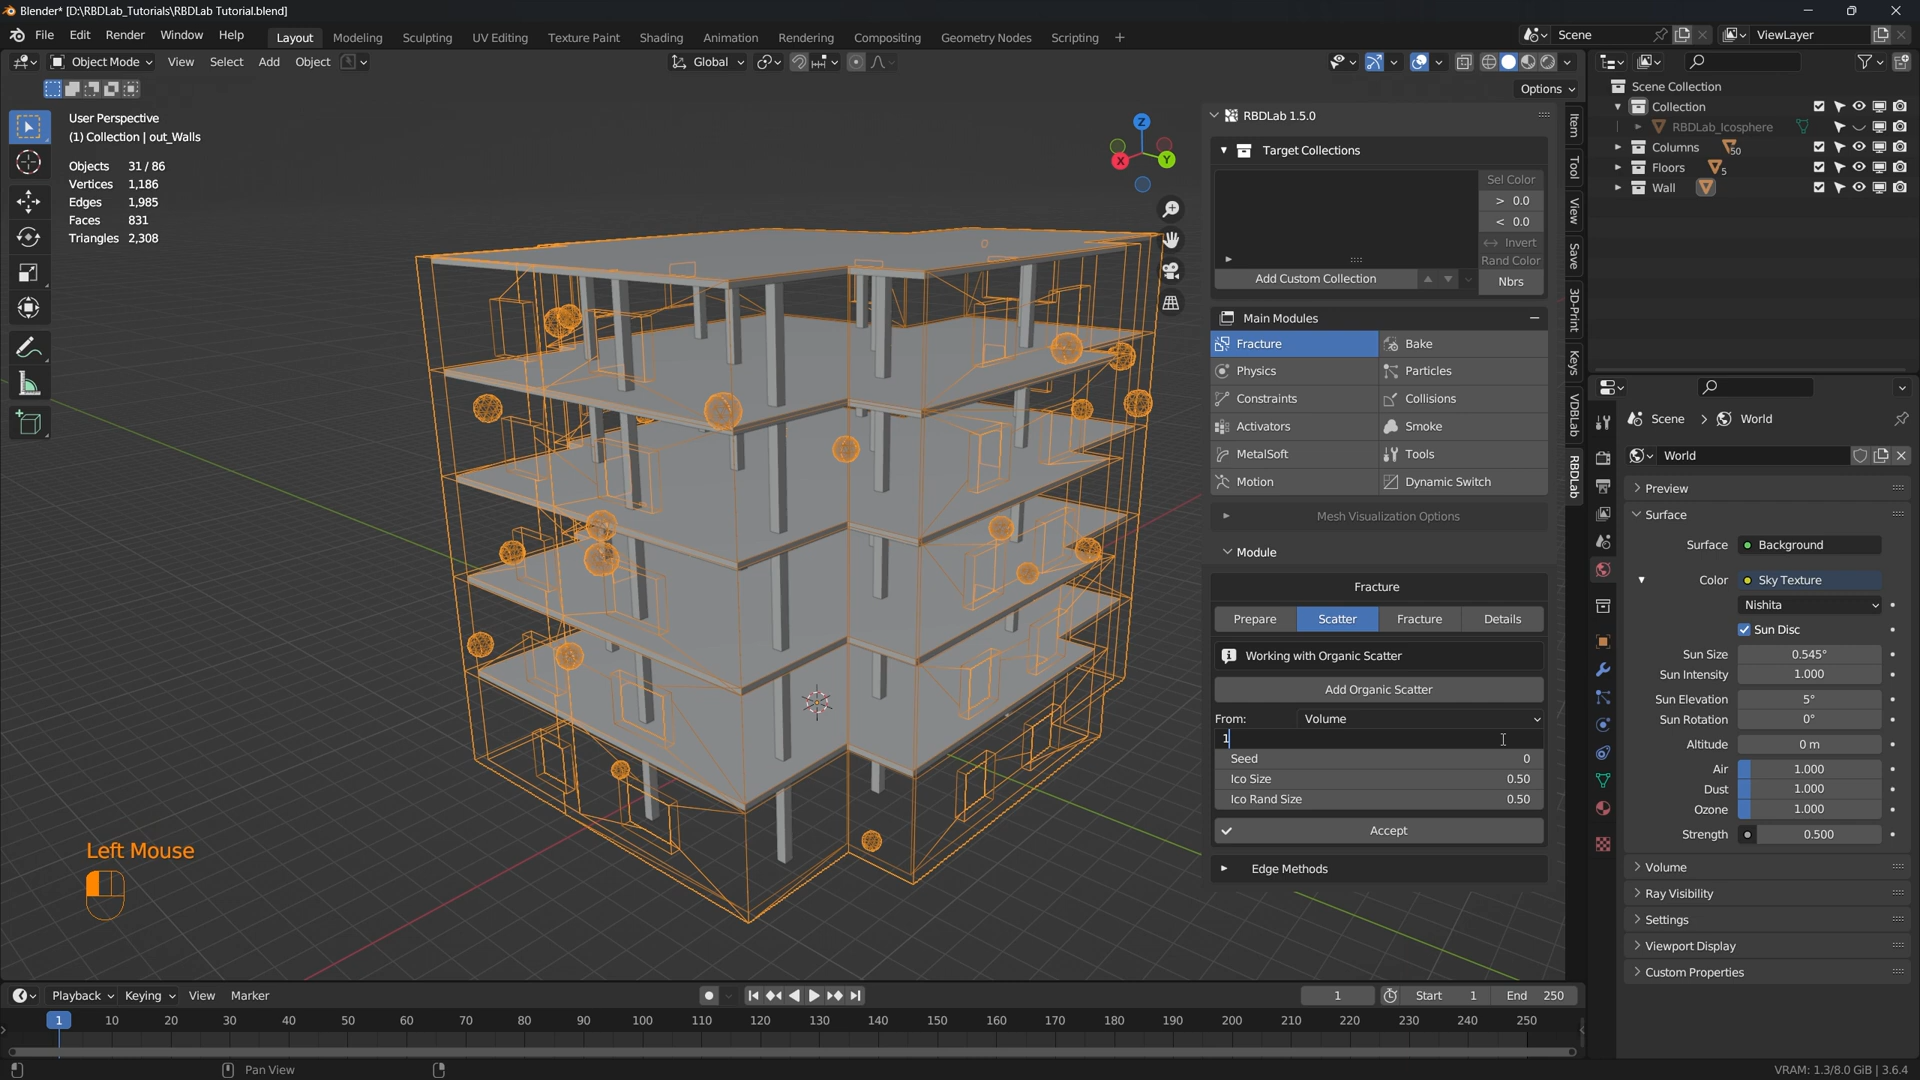 Blender* [D:\RBDLab_Tutorials\RBDLab Tutorial.blend]
File Edit Render Window Help Layout Modeling Sculpting UV Editing Texture Paint Shading Animation Rendering Compositing Geometry Nodes Scripting + Scene ViewLayer
Object Mode View Select Add Object Global
Options
User Perspective
(1) Collection | out_Walls
Objects 31 / 86
Vertices 1,186
Edges 1,985
Faces 831
Triangles 2,308
Z
X
Y
RBDLab 1.5.0
Target Collections
Sel Color
> 0.0
< 0.0
Invert
Rand Color
Add Custom Collection
Nbrs
Main Modules
Fracture Bake
Physics Particles
Constraints Collisions
Activators Smoke
MetalSoft Tools
Motion Dynamic Switch
Mesh Visualization Options
Module
Fracture
Prepare Scatter Fracture Details
Working with Organic Scatter
Add Organic Scatter
From: Volume
1
Seed 0
Ico Size 0.50
Ico Rand Size 0.50
Accept
Edge Methods
Item
Tool
View
Save
3D-Print
Keys
VDBLab
RBDLab
Scene Collection
Collection
RBDLab_Icosphere
Columns 50
Floors 5
Wall
Scene > World
World
Preview
Surface
Surface Background
Color Sky Texture
Nishita
Sun Disc
Sun Size 0.545°
Sun Intensity 1.000
Sun Elevation 5°
Sun Rotation 0°
Altitude 0 m
Air 1.000
Dust 1.000
Ozone 1.000
Strength 0.500
Volume
Ray Visibility
Settings
Viewport Display
Custom Properties
Left Mouse
Playback Keying View Marker 1 Start 1 End 250
1 10 20 30 40 50 60 70 80 90 100 110 120 130 140 150 160 170 180 190 200 210 220 230 240 250
Pan View
VRAM: 1.3/8.0 GiB | 3.6.4